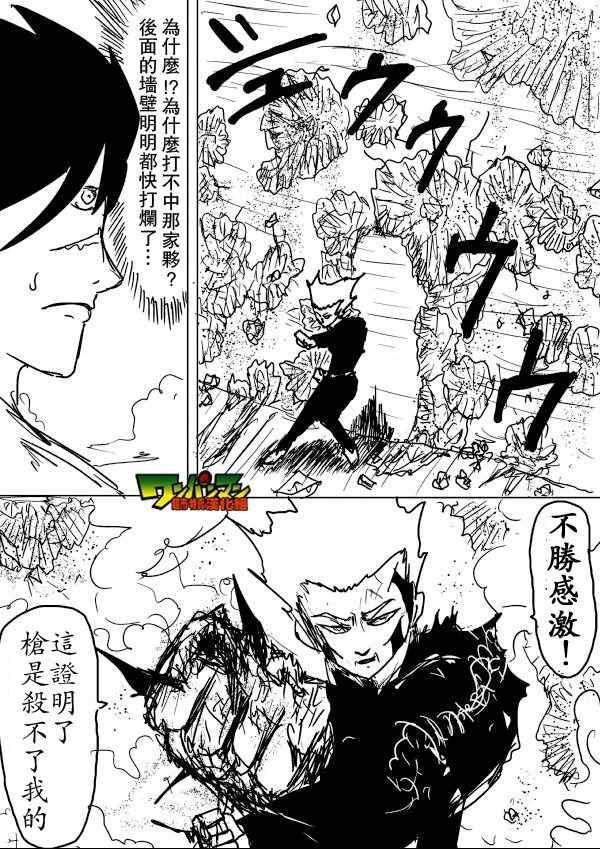 ジュウウウウ
為什麼!?為什麼打不中那家夥?
後面的墙壁明明都快打爛了…
ワンパンマン
不勝感激!
這證明了
槍是殺不了我的